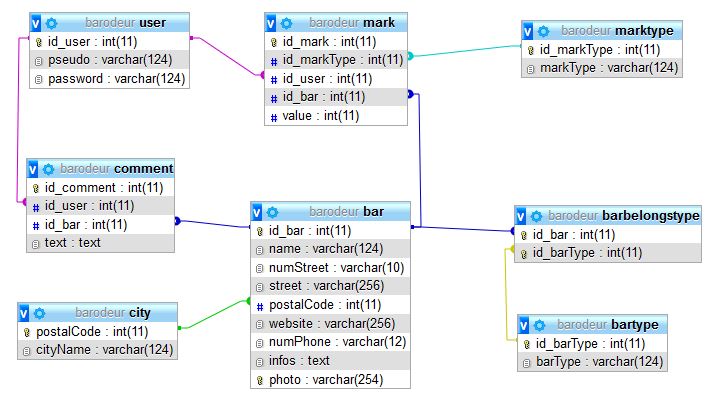 barodeur user
id_user : int(11)
pseudo : varchar(124)
password : varchar(124)
barodeur mark
id_mark : int(11)
id_markType : int(11)
id_user : int(11)
id_bar : int(11)
value : int(11)
barodeur marktype
id_markType : int(11)
markType : varchar(124)
barodeur comment
id_comment : int(11)
id_user : int(11)
id_bar : int(11)
text : text
barodeur bar
id_bar : int(11)
name : varchar(124)
numStreet : varchar(10)
street : varchar(256)
postalCode : int(11)
website : varchar(256)
numPhone : varchar(12)
infos : text
photo : varchar(254)
barodeur barbelongstype
id_bar : int(11)
id_barType : int(11)
barodeur city
postalCode : int(11)
cityName : varchar(124)
barodeur bartype
id_barType : int(11)
barType : varchar(124)